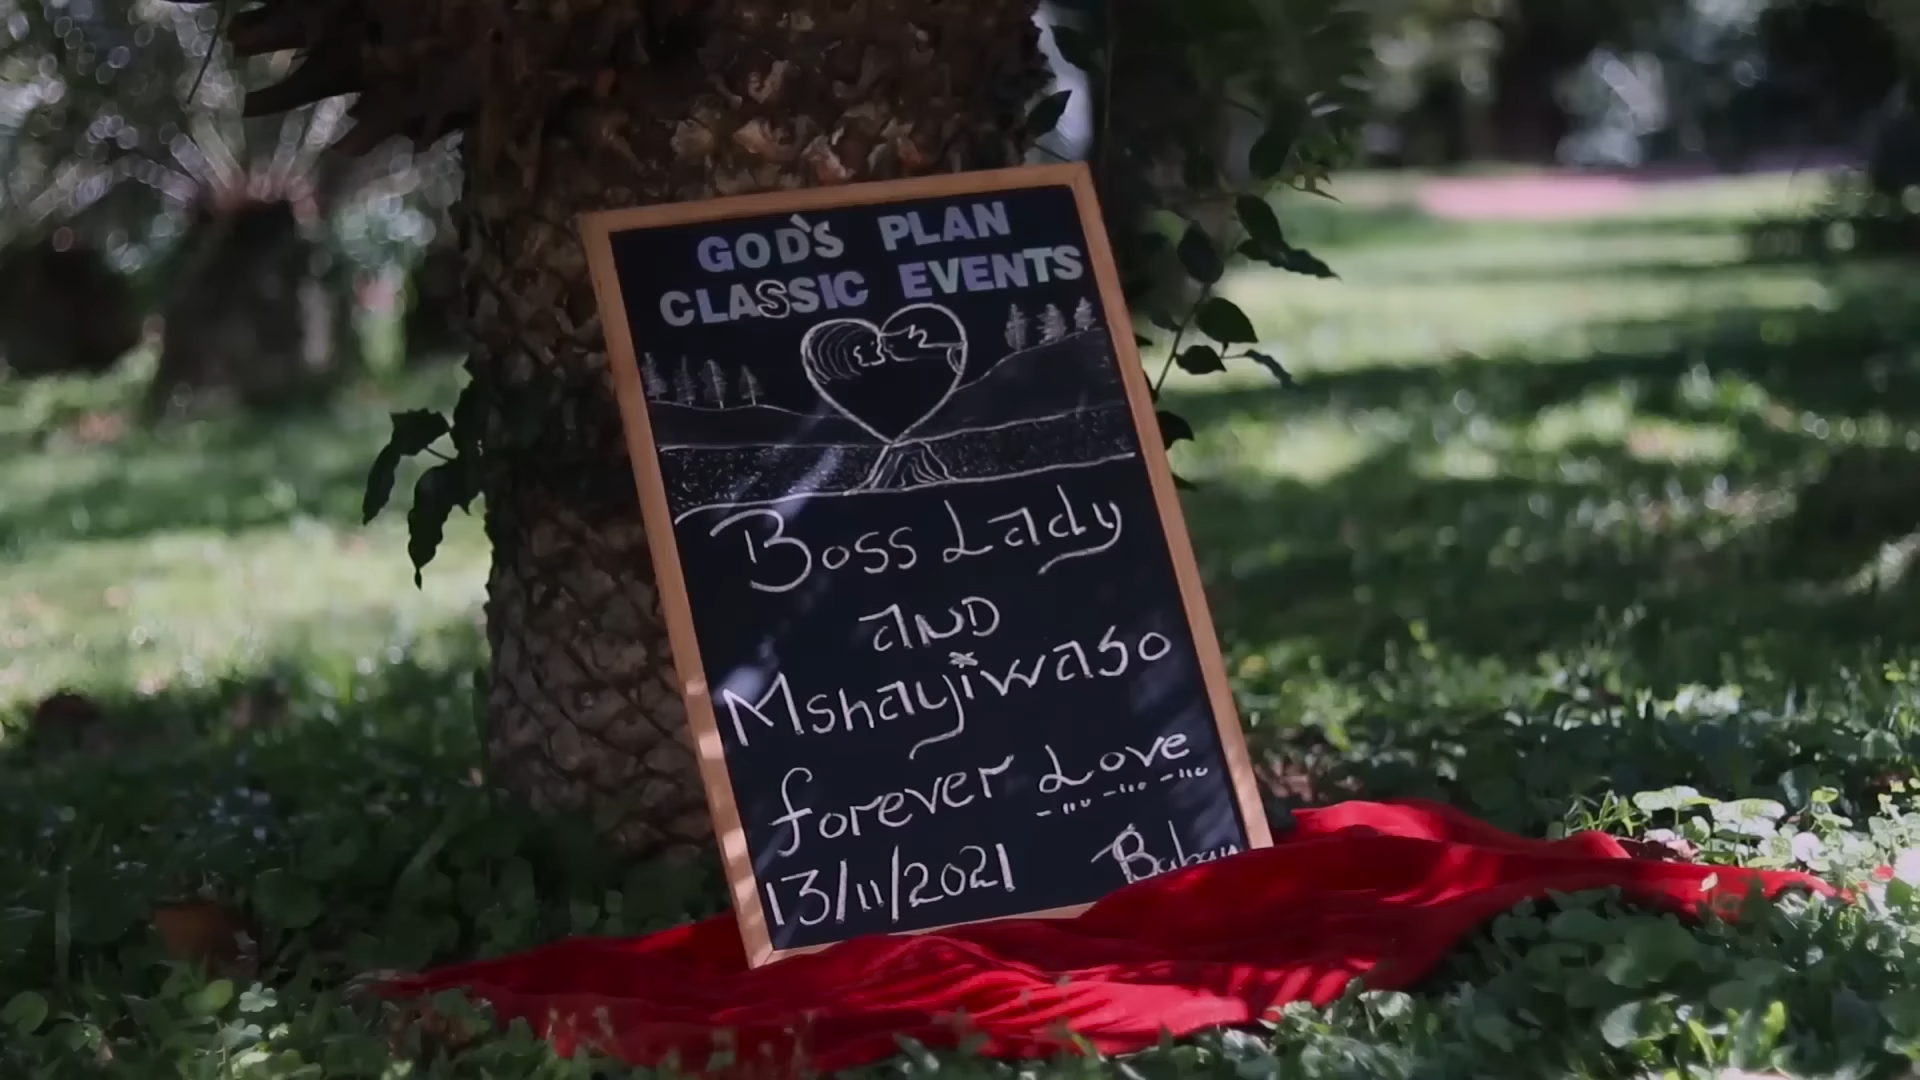 GOD'S PLAN
CLASSIC EVENTS
Boss Lady
AND
Mshayiwaso
forever Love
13/11/2021